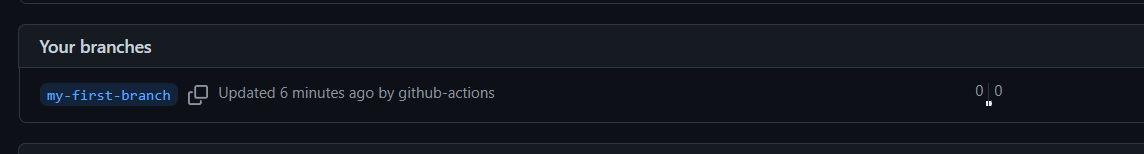 Your branches
my-first-branch Updated 6 minutes ago by github-actions 0 0